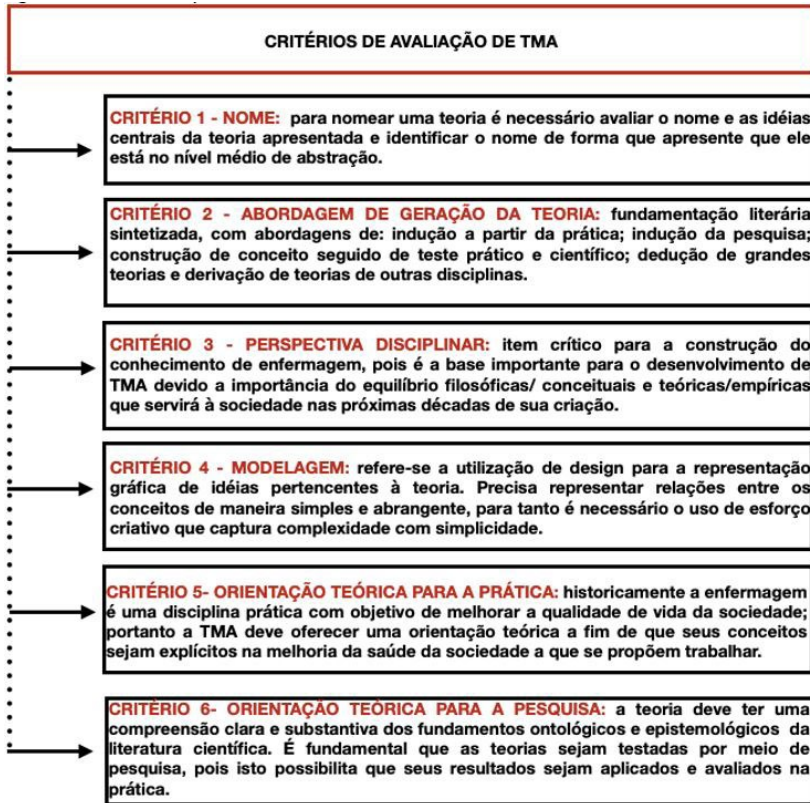 CRITÉRIOS DE AVALIAÇÃO DE TMA
CRITÉRIO 1 - NOME: para nomear uma teoria é necessário avaliar o nome e as idéias
centrais da teoria apresentada e identificar o nome de forma que apresente que ele
está no nível médio de abstração.
CRITÉRIO 2 - ABORDAGEM DE GERAÇÃO DA TEORIA: fundamentação literária
sintetizada, com abordagens de: indução a partir da prática; indução da pesquisa;
construção de conceito seguido de teste prático e científico; dedução de grandes
teorias e derivação de teorias de outras disciplinas.
CRITÉRIO 3 - PERSPECTIVA DISCIPLINAR: item crítico para a construção do
conhecimento de enfermagem, pois é a base importante para o desenvolvimento de
TMA devido a importância do equilíbrio filosóficas/ conceituais e teóricas/empíricas
que servirá à sociedade nas próximas décadas de sua criação.
CRITÉRIO 4 - MODELAGEM: refere-se a utilização de design para a representação
gráfica de idéias pertencentes à teoria. Precisa representar relações entre os
conceitos de maneira simples e abrangente, para tanto é necessário o uso de esforço
criativo que captura complexidade com simplicidade.
CRITÉRIO 5- ORIENTAÇÃO TEÓRICA PARA A PRÁTICA: historicamente a enfermagem
é uma disciplina prática com objetivo de melhorar a qualidade de vida da sociedade;
portanto a TMA deve oferecer uma orientação teórica a fim de que seus conceitos
sejam explícitos na melhoria da saúde da sociedade a que se propõem trabalhar.
CRITÉRIO 6- ORIENTAÇÃO TEÓRICA PARA A PESQUISA: a teoria deve ter uma
compreensão clara e substantiva dos fundamentos ontológicos e epistemológicos da
literatura científica. É fundamental que as teorias sejam testadas por meio de
pesquisa, pois isto possibilita que seus resultados sejam aplicados e avaliados na
prática.